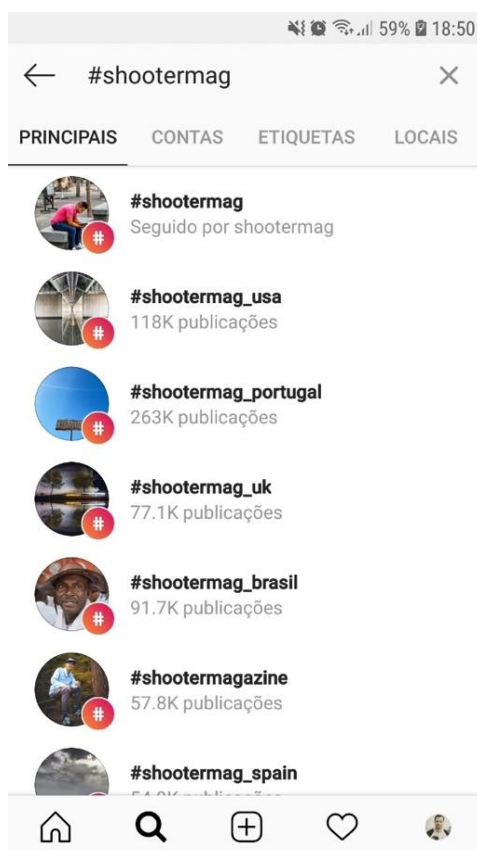 59% 18:50
#shootermag
PRINCIPAIS CONTAS ETIQUETAS LOCAIS
#shootermag
Seguido por shootermag
#shootermag_usa
118K publicações
#shootermag_portugal
263K publicações
#shootermag_uk
77.1K publicações
#shootermag_brasil
91.7K publicações
#shootermagazine
57.8K publicações
#shootermag_spain